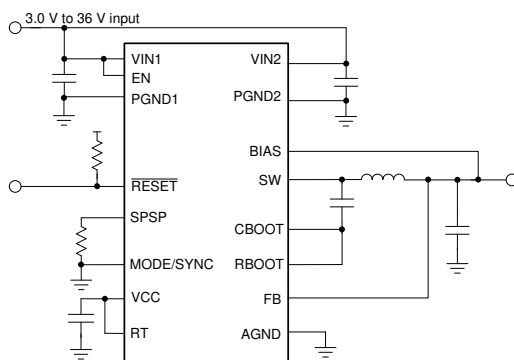 3.0 V to 36 V input
VIN1
EN
PGND1
RESET
SPSP
MODE/SYNC
VCC
RT
VIN2
PGND2
BIAS
SW
CBOOT
RBOOT
FB
AGND